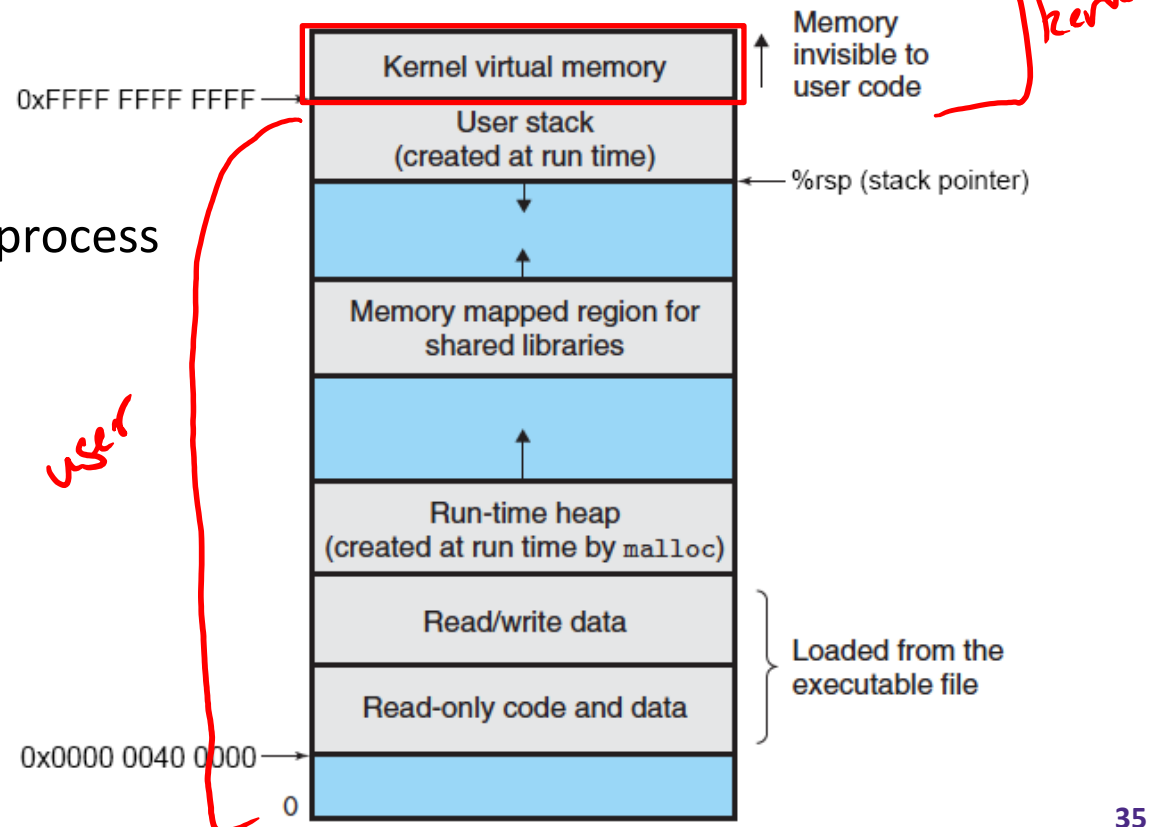 kern
Memory
invisible to
user code
Kernel virtual memory
0xFFFF FFFF FFFF
User stack
(created at run time)
%rsp (stack pointer)
process
Memory mapped region for
shared libraries
user
Run-time heap
(created at run time by malloc)
Read/write data
Loaded from the
executable file
Read-only code and data
0x0000 0040 0000
0
35